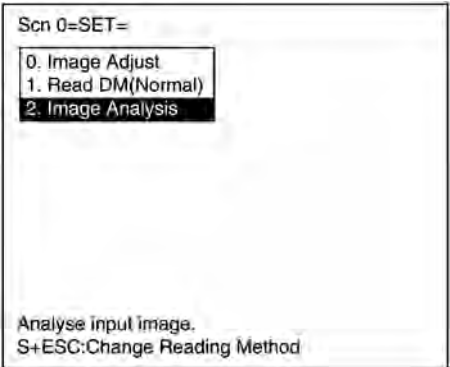 Scn 0=SET=
0. Image Adjust
1. Read DM(Normal)
2. Image Analysis
Analyse input image.
S+ESC:Change Reading Method